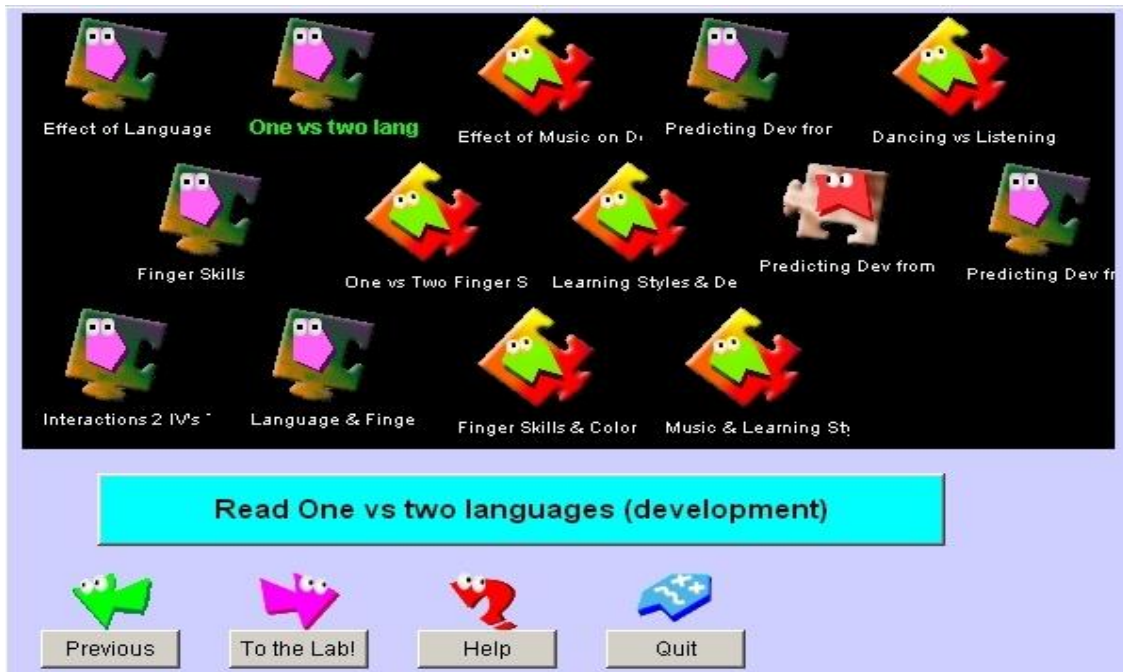 Effect of Language
One vs two lang
Effect of Music on De
Predicting Dev fror
Dancing vs Listening
Finger Skills
One vs Two Finger S
Learning Styles & De
Predicting Dev from
Predicting Dev fr
Interactions 2 IV's
Language & Finge
Finger Skills & Color
Music & Learning Sty
Read One vs two languages (development)
Previous
To the Lab!
Help
Quit